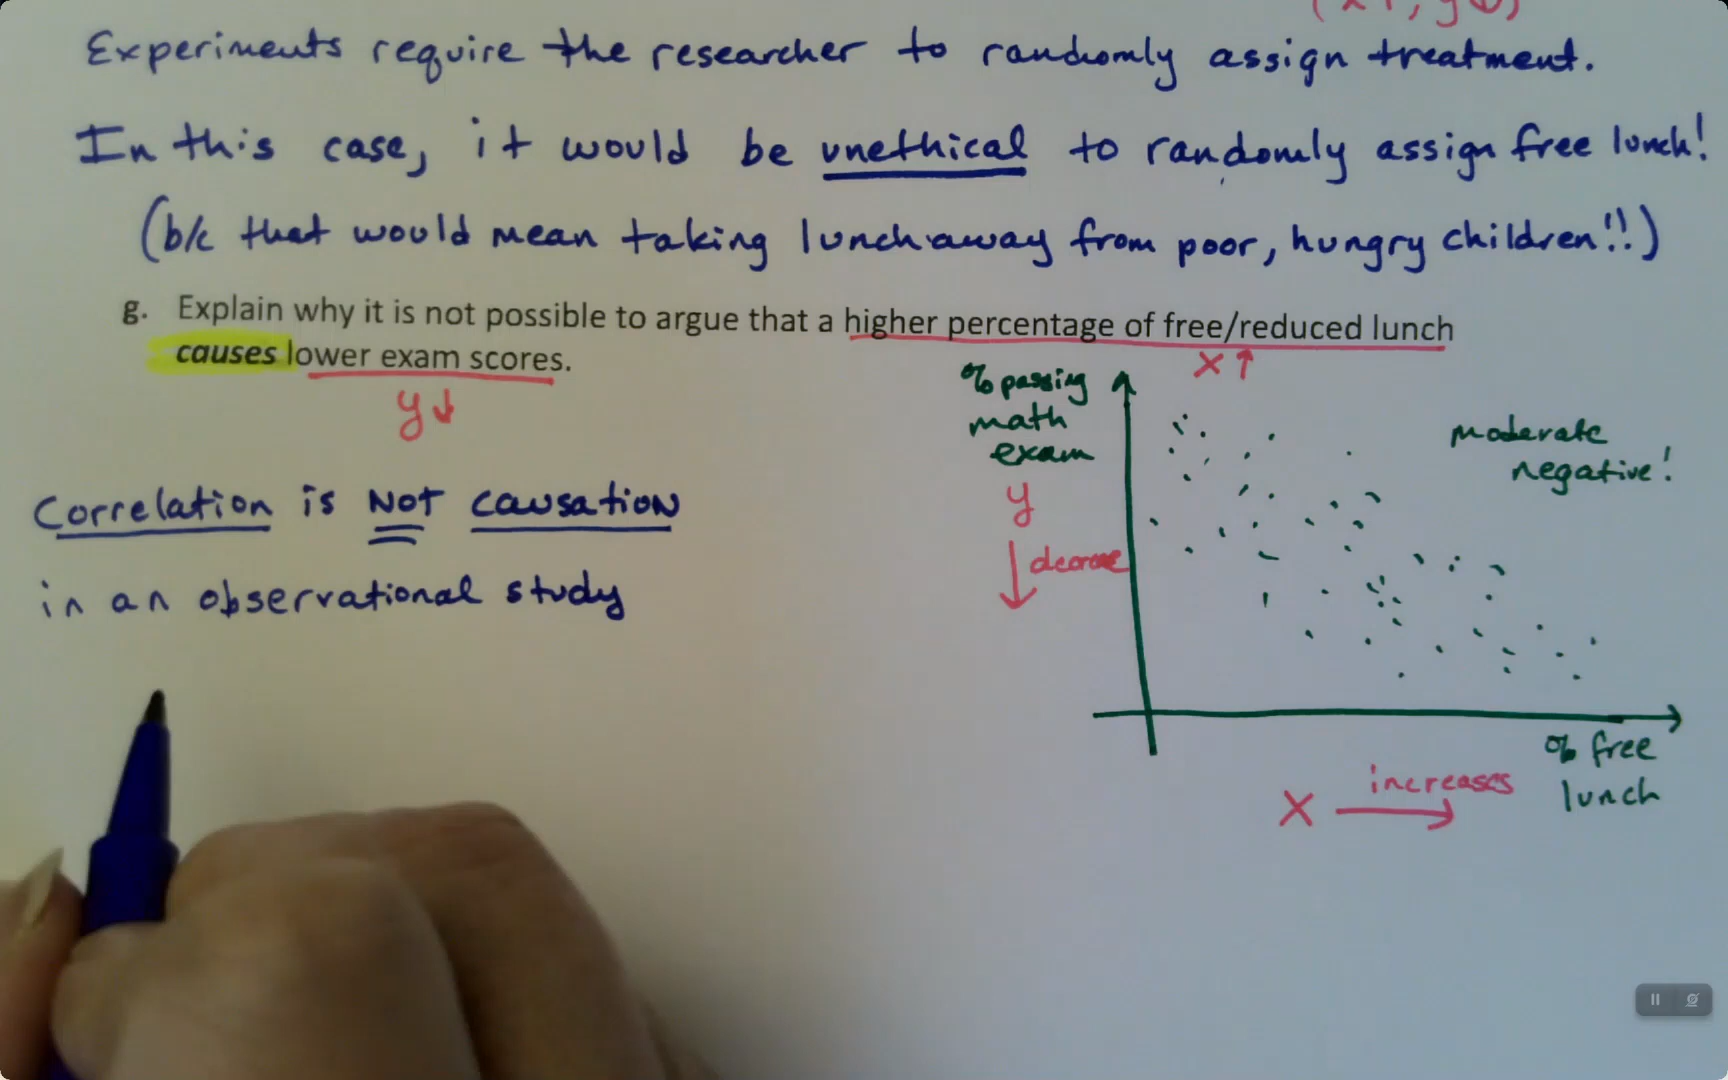 (x↑, y↓)
Experiments require the researcher to randomly assign treatment.
In this case, it would be unethical to randomly assign free lunch!
(b/c that would mean taking lunch away from poor, hungry children!!)
g. Explain why it is not possible to argue that a higher percentage of free/reduced lunch
causes lower exam scores.
x↑
y↓
% passing
math
exam
y
↓ decrease
moderate
negative!
Correlation is NOT causation
in an observational study
% free
lunch
x → increases